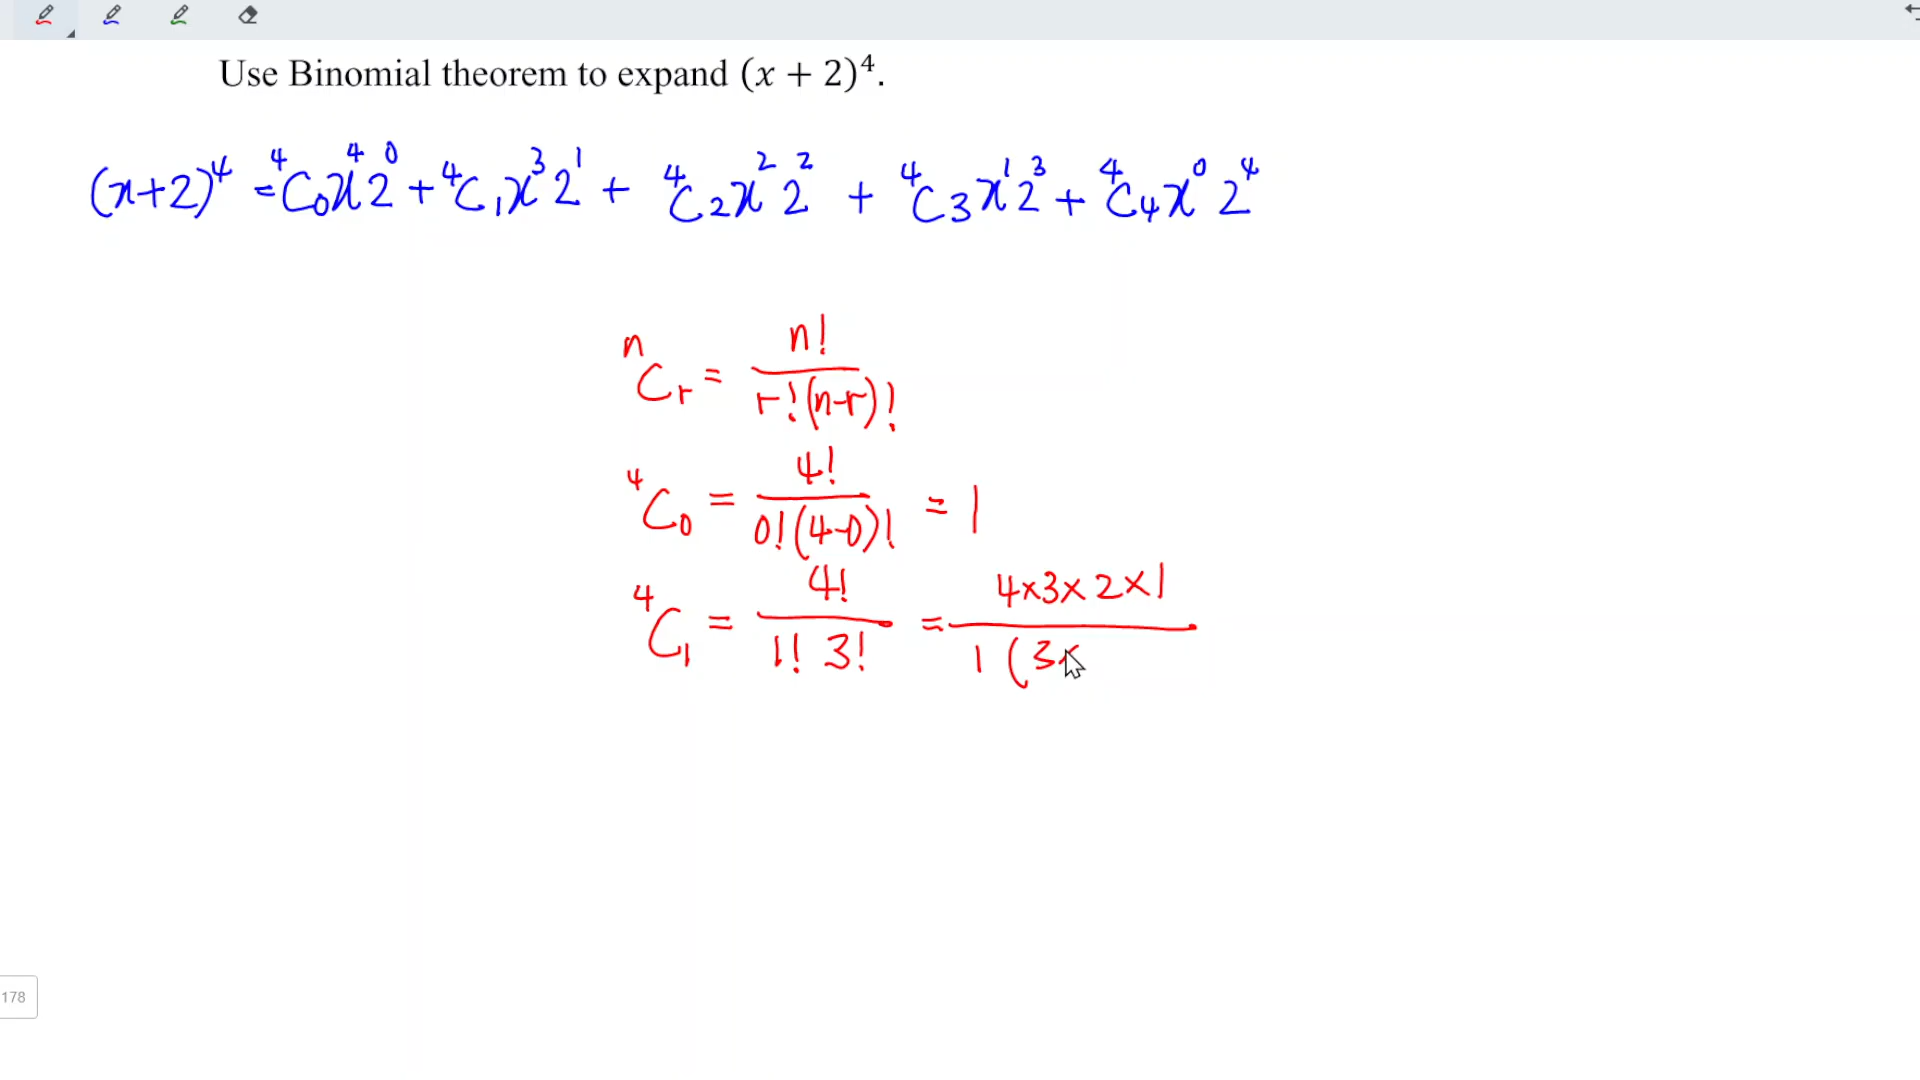 Use Binomial theorem to expand (x + 2)⁴.
(x+2)⁴ = ⁴C₀x⁴2⁰ + ⁴C₁x³2¹ + ⁴C₂x²2² + ⁴C₃x¹2³ + ⁴C₄x⁰2⁴
ⁿCᵣ = n! / r!(n-r)!
⁴C₀ = 4! / 0!(4-0)! = 1
⁴C₁ = 4! / 1! 3! = 4×3×2×1 / 1(3×
178